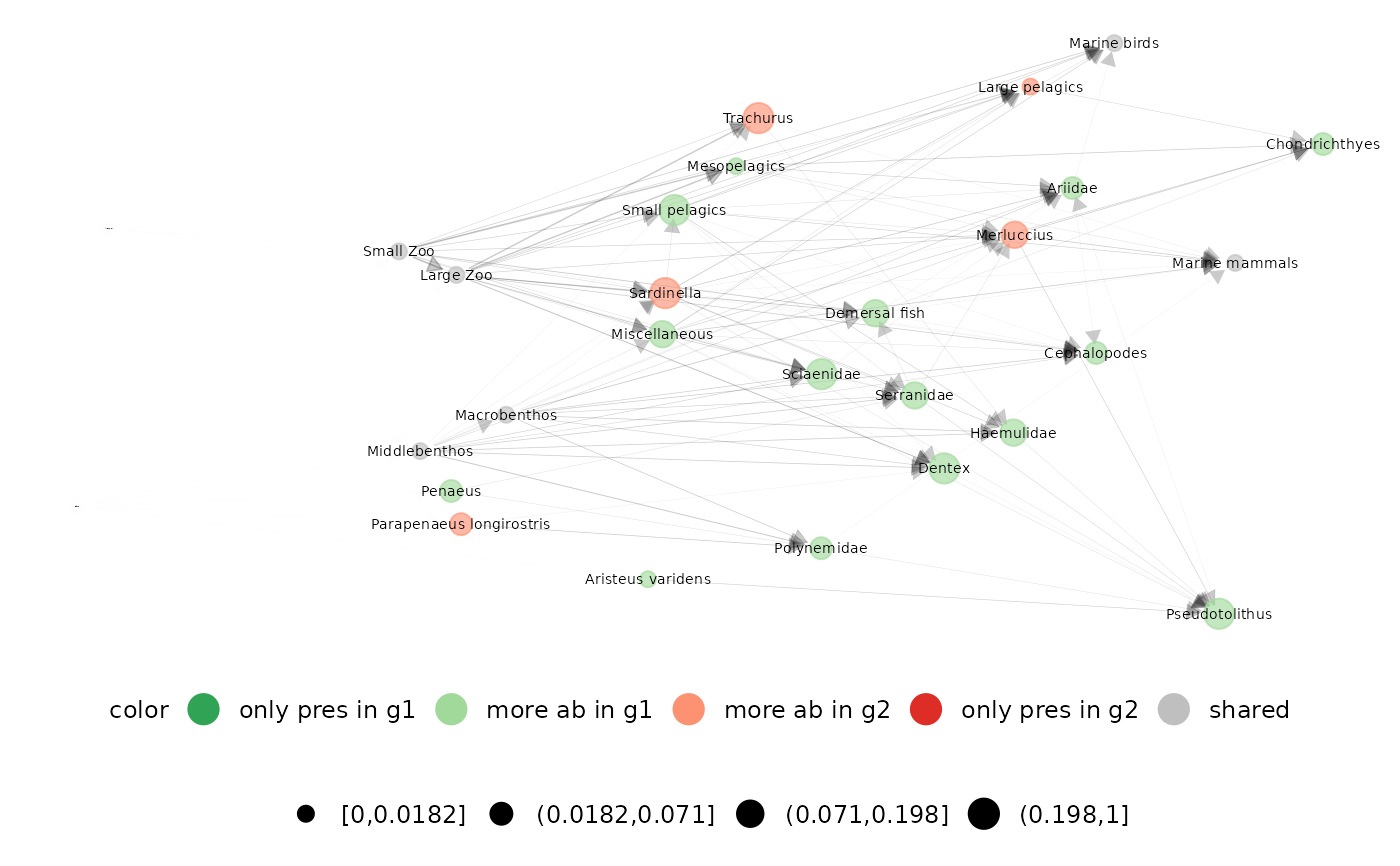 Marine birds
Large pelagics
Trachurus
Chondrichthyes
Mesopelagics
Ariidae
Small pelagics
Merluccius
Small Zoo
Marine mammals
Large Zoo
Sardinella
Demersal fish
Miscellaneous
Cephalopodes
Sciaenidae
Serranidae
Macrobenthos
Haemulidae
Middlebenthos
Dentex
Penaeus
Parapenaeus longirostris
Polynemidae
Aristeus varidens
Pseudotolithus
color only pres in g1 more ab in g1 more ab in g2 only pres in g2 shared
[0,0.0182] (0.0182,0.071] (0.071,0.198] (0.198,1]